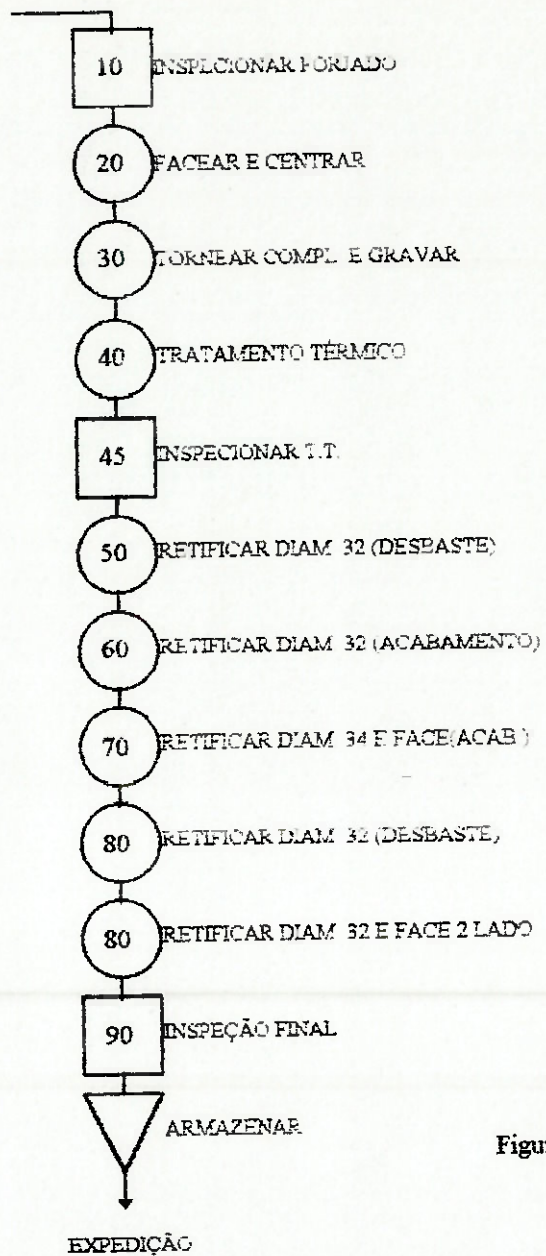 10 INSPECIONAR FORJADO
20 FACEAR E CENTRAR
30 TORNEAR COMPL E GRAVAR
40 TRATAMENTO TÉRMICO
45 INSPECIONAR T.T.
50 RETIFICAR DIAM 32 (DESBASTE)
60 RETIFICAR DIAM 32 (ACABAMENTO)
70 RETIFICAR DIAM 34 E FACE(ACAB )
80 RETIFICAR DIAM 32 (DESBASTE)
80 RETIFICAR DIAM 32 E FACE 2 LADO
90 INSPEÇÃO FINAL
ARMAZENAR
Figu
EXPEDIÇÃO